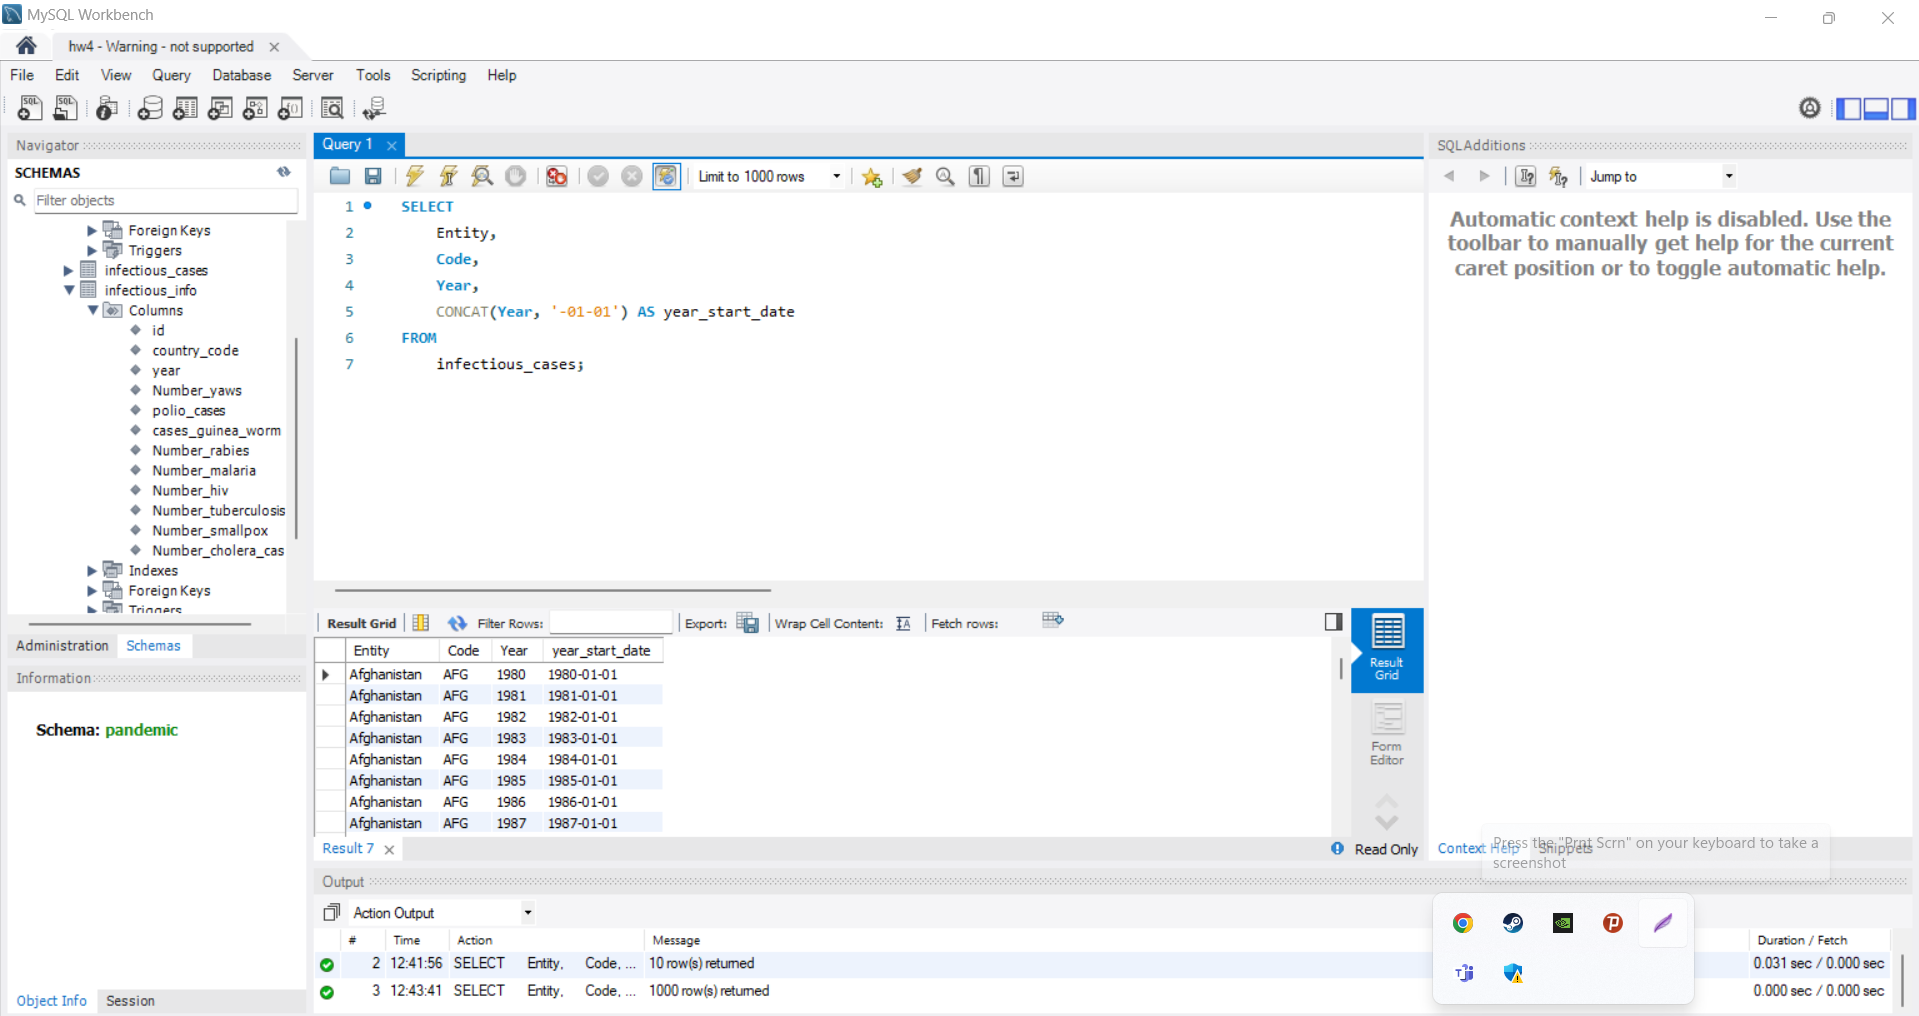 MySQL Workbench
hw4 - Warning - not supported
File Edit View Query Database Server Tools Scripting Help
Navigator
SCHEMAS
Filter objects
Foreign Keys
Triggers
infectious_cases
infectious_info
Columns
id
country_code
year
Number_yaws
polio_cases
cases_guinea_worm
Number_rabies
Number_malaria
Number_hiv
Number_tuberculosis
Number_smallpox
Number_cholera_cas
Indexes
Foreign Keys
Triggers
Administration Schemas
Information
Schema: pandemic
Object Info Session
Query 1
Limit to 1000 rows
1 SELECT
2 Entity,
3 Code,
4 Year,
5 CONCAT(Year, '-01-01') AS year_start_date
6 FROM
7 infectious_cases;
Result Grid Filter Rows: Export: Wrap Cell Content: Fetch rows:
Entity Code Year year_start_date
Afghanistan AFG 1980 1980-01-01
Afghanistan AFG 1981 1981-01-01
Afghanistan AFG 1982 1982-01-01
Afghanistan AFG 1983 1983-01-01
Afghanistan AFG 1984 1984-01-01
Afghanistan AFG 1985 1985-01-01
Afghanistan AFG 1986 1986-01-01
Afghanistan AFG 1987 1987-01-01
Result
Grid
Form
Editor
Result 7
Read Only
SQLAdditions
Jump to
Automatic context help is disabled. Use the
toolbar to manually get help for the current
caret position or to toggle automatic help.
Context Help Snippets
Press the "Prnt Scrn" on your keyboard to take a
screenshot
Output
Action Output
# Time Action Message Duration / Fetch
2 12:41:56 SELECT Entity, Code, ... 10 row(s) returned 0.031 sec / 0.000 sec
3 12:43:41 SELECT Entity, Code, ... 1000 row(s) returned 0.000 sec / 0.000 sec